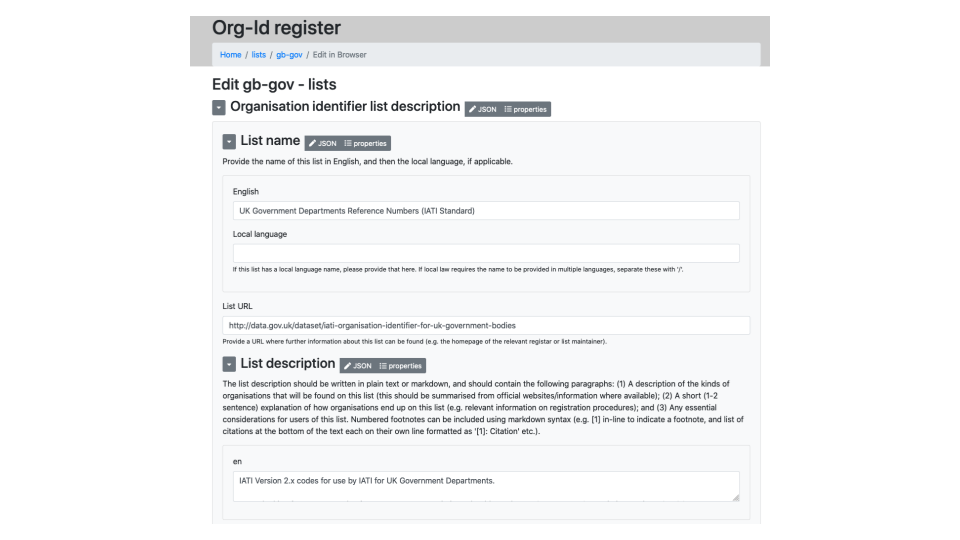 Org-Id register
Home / lists / gb-gov / Edit in Browser
Edit gb-gov - lists
Organisation identifier list description JSON properties
List name JSON properties
Provide the name of this list in English, and then the local language, if applicable.
English
UK Government Departments Reference Numbers (IATI Standard)
Local language
If this list has a local language name, please provide that here. If local law requires the name to be provided in multiple languages, separate these with '/'.
List URL
http://data.gov.uk/dataset/iati-organisation-identifier-for-uk-government-bodies
Provide a URL where further information about this list can be found (e.g. the homepage of the relevant registar or list maintainer).
List description JSON properties
The list description should be written in plain text or markdown, and should contain the following paragraphs: (1) A description of the kinds of
organisations that will be found on this list (this should be summarised from official websites/information where available); (2) A short (1-2
sentence) explanation of how organisations end up on this list (e.g. relevant information on registration procedures); and (3) Any essential
considerations for users of this list. Numbered footnotes can be included using markdown syntax (e.g. [1] in-line to indicate a footnote, and list of
citations at the bottom of the text each on their own line formatted as '[1]: Citation' etc.).
en
IATI Version 2.x codes for use by IATI for UK Government Departments.